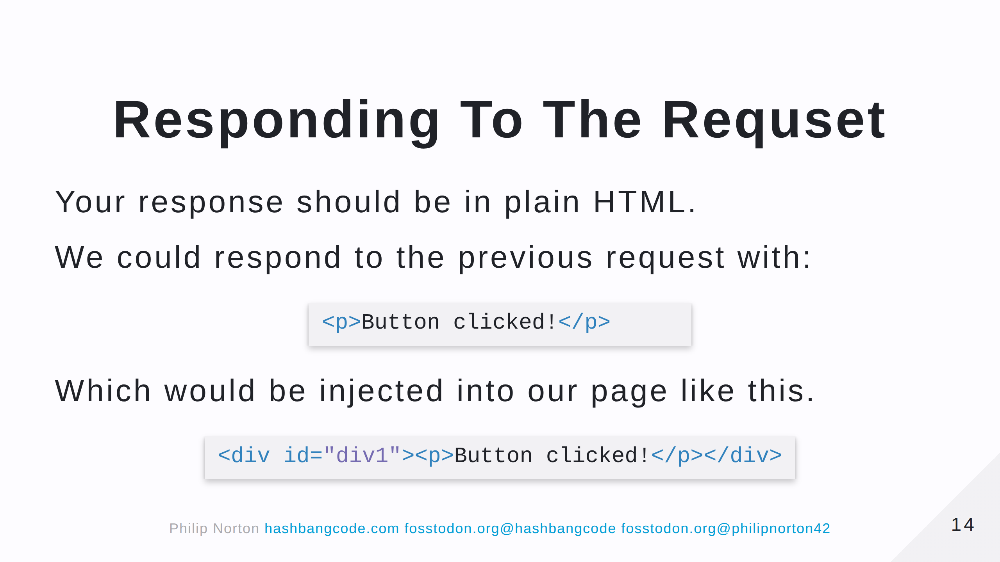 Responding To The Requset
Your response should be in plain HTML.
We could respond to the previous request with:
<p>Button clicked!</p>
Which would be injected into our page like this.
<div id="div1"><p>Button clicked!</p></div>
Philip Norton hashbangcode.com fosstodon.org@hashbangcode fosstodon.org@philipnorton42
14